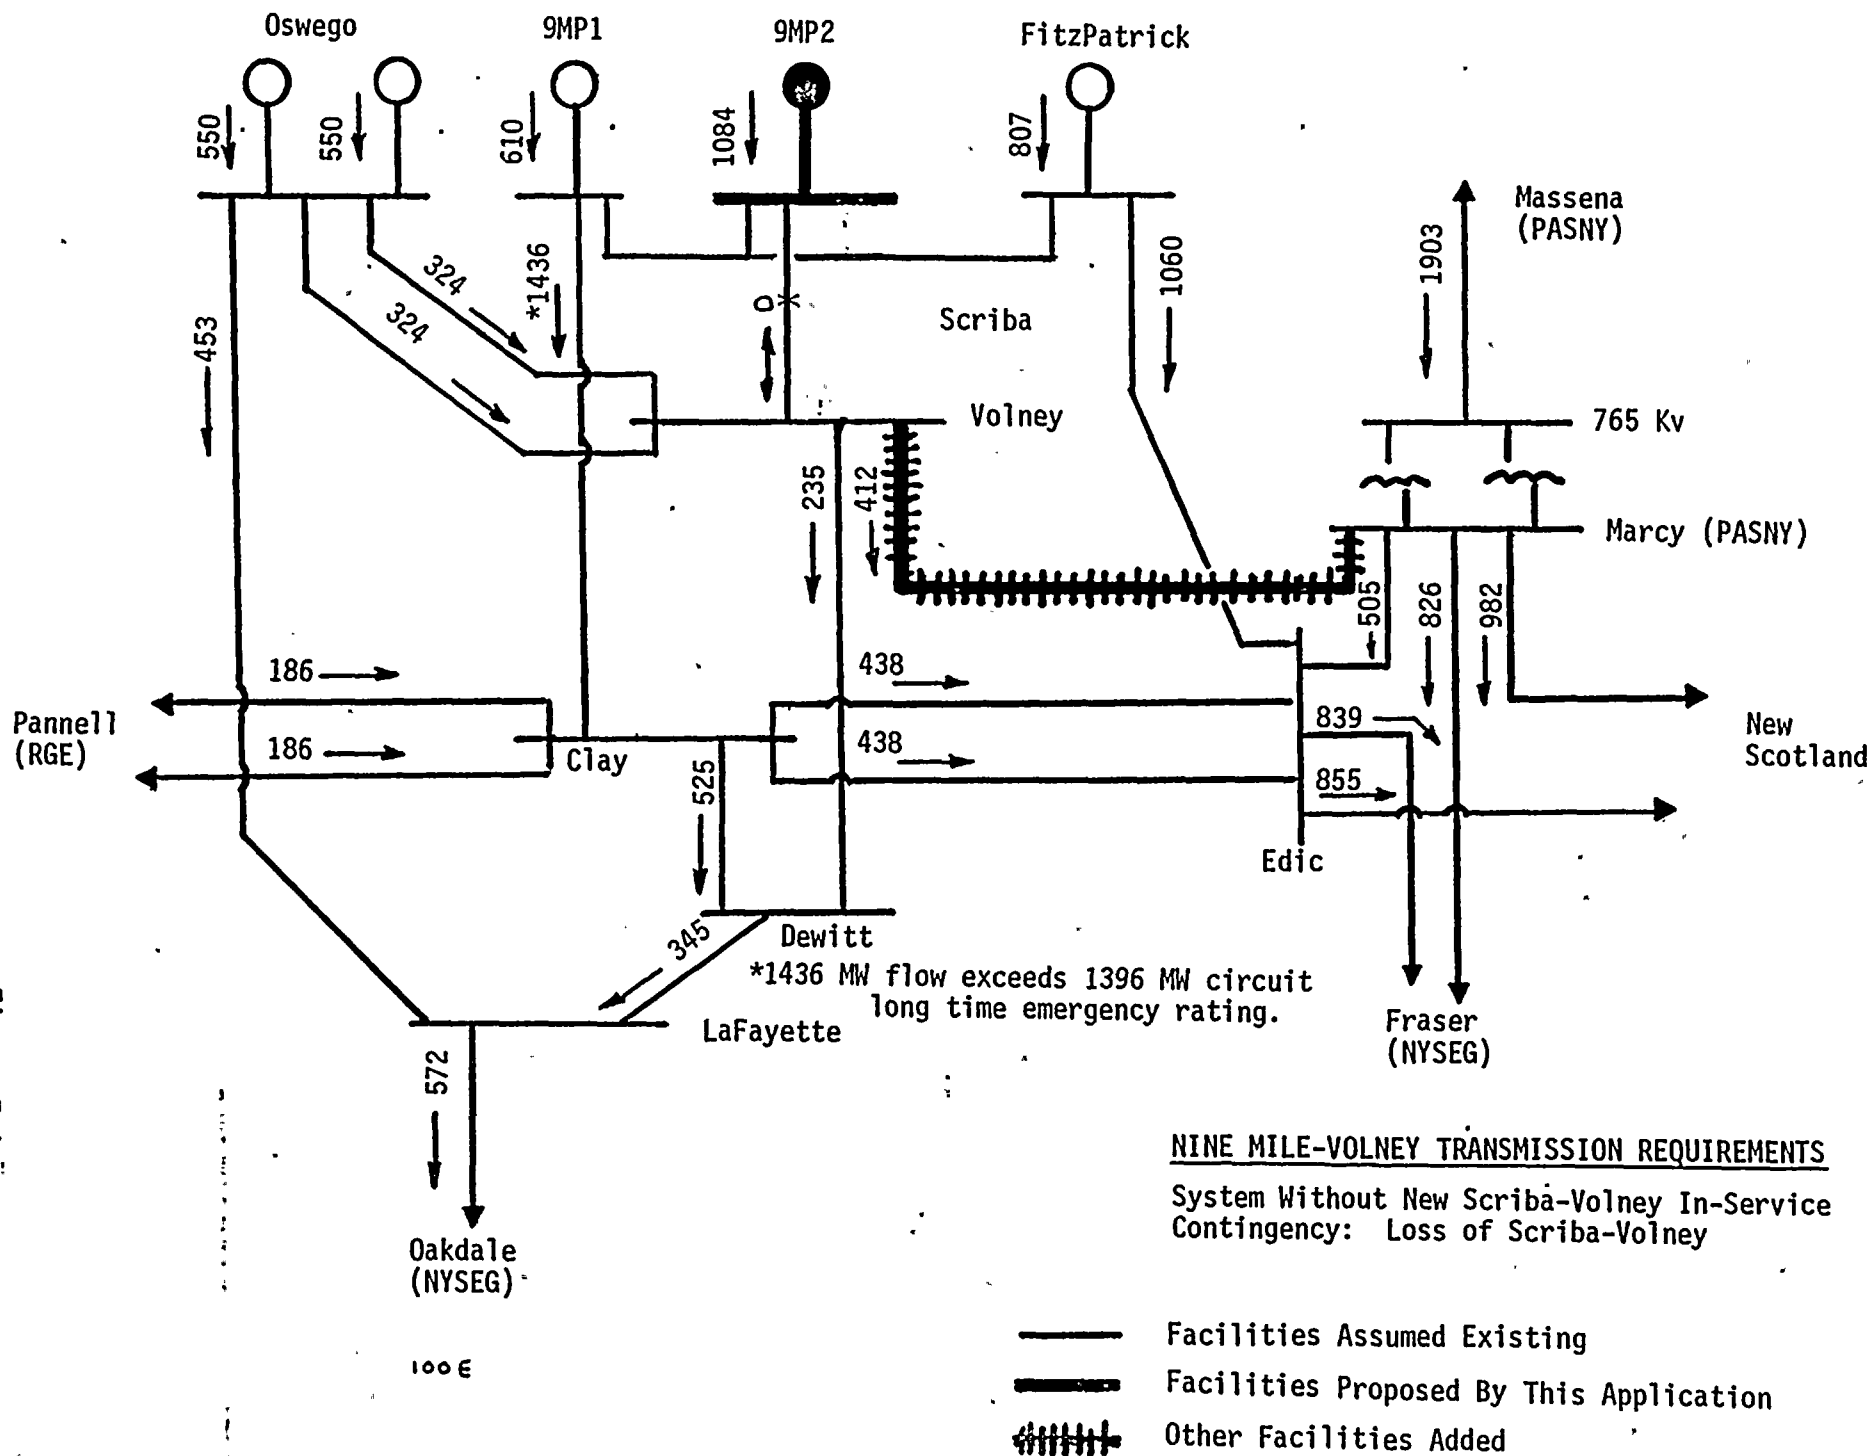 Oswego
9MP1
9MP2
FitzPatrick
550
550
610
1084
807
Massena
(PASNY)
324
324
*1436
O
Scriba
1060
1903
453
Volney
765 Kv
235
412
Marcy (PASNY)
505
826
982
186
438
Pannell
(RGE)
186
Clay
438
839
New
Scotland
525
855
Edic
345
Dewitt
*1436 MW flow exceeds 1396 MW circuit
long time emergency rating.
LaFayette
Fraser
(NYSEG)
572
Oakdale
(NYSEG)
NINE MILE-VOLNEY TRANSMISSION REQUIREMENTS
System Without New Scriba-Volney In-Service
Contingency: Loss of Scriba-Volney
Facilities Assumed Existing
100E
Facilities Proposed By This Application
Other Facilities Added